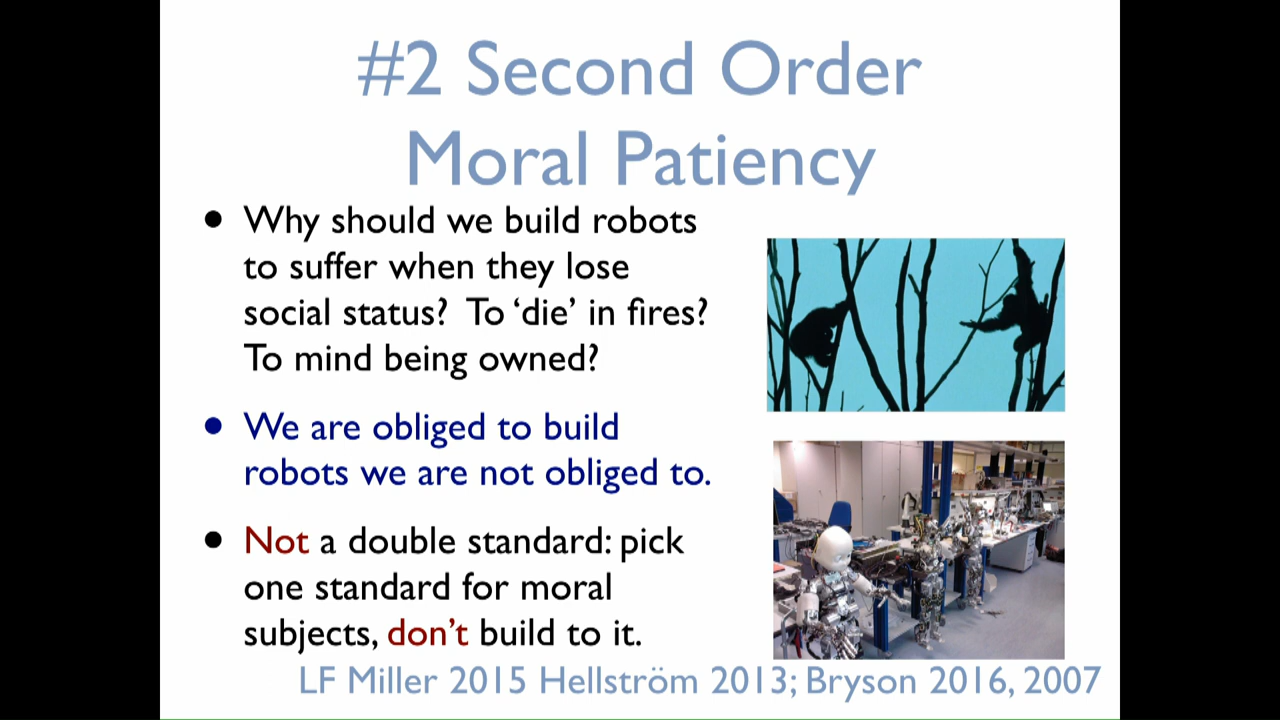 #2 Second Order
Moral Patiency
• Why should we build robots
to suffer when they lose
social status? To ‘die’ in fires?
To mind being owned?
• We are obliged to build
robots we are not obliged to.
• Not a double standard: pick
one standard for moral
subjects, don’t build to it.
LF Miller 2015 Hellström 2013; Bryson 2016, 2007